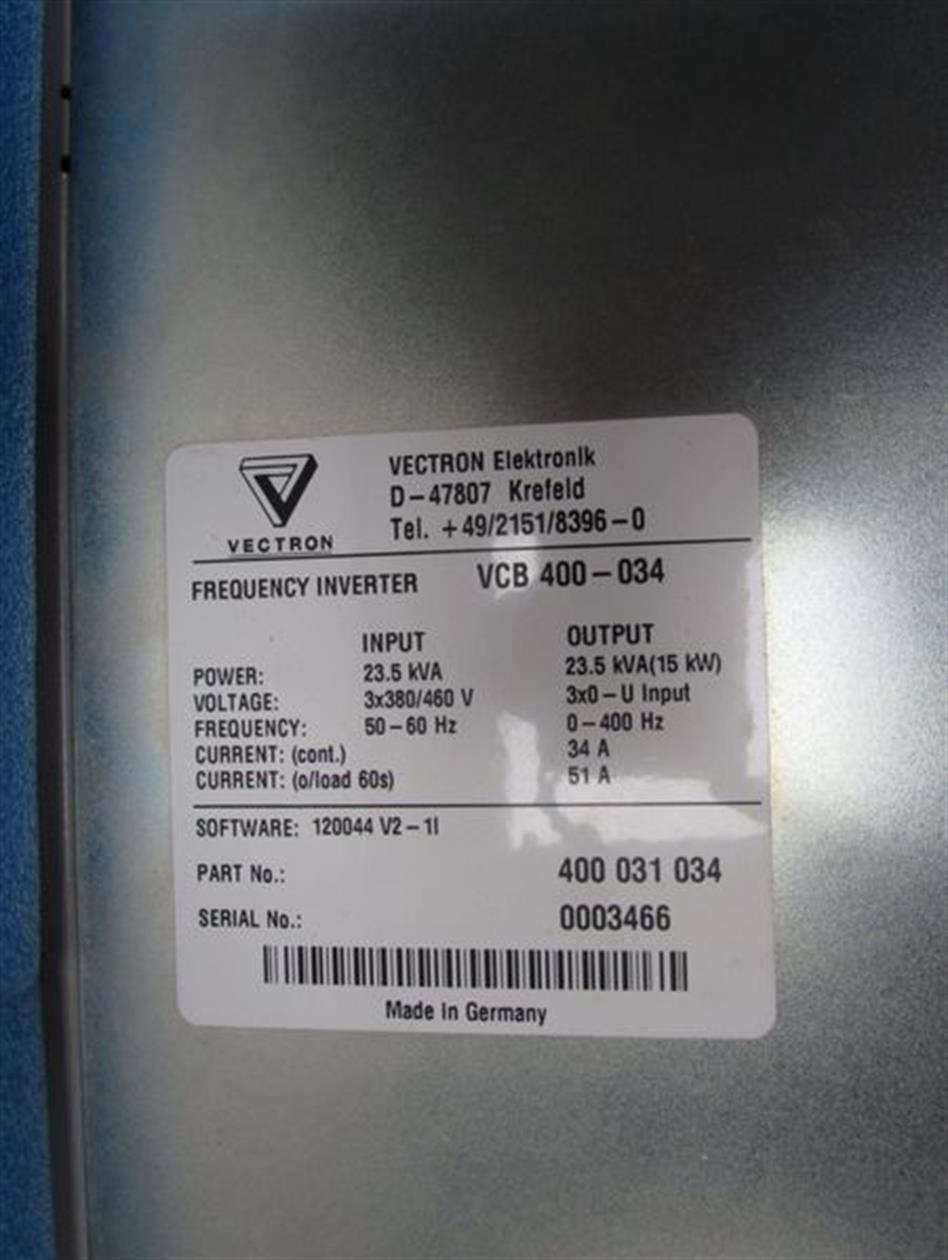 VECTRON
VECTRON Elektronik
D-47807 Krefeld
Tel. +49/2151/8396-0
FREQUENCY INVERTER VCB 400-034
INPUT OUTPUT
POWER: 23.5 kVA 23.5 kVA(15 kW)
VOLTAGE: 3x380/460 V 3x0-U Input
FREQUENCY: 50-60 Hz 0-400 Hz
CURRENT: (cont.) 34 A
CURRENT: (o/load 60s) 51 A
SOFTWARE: 120044 V2-1I
PART No.: 400 031 034
SERIAL No.: 0003466
Made in Germany